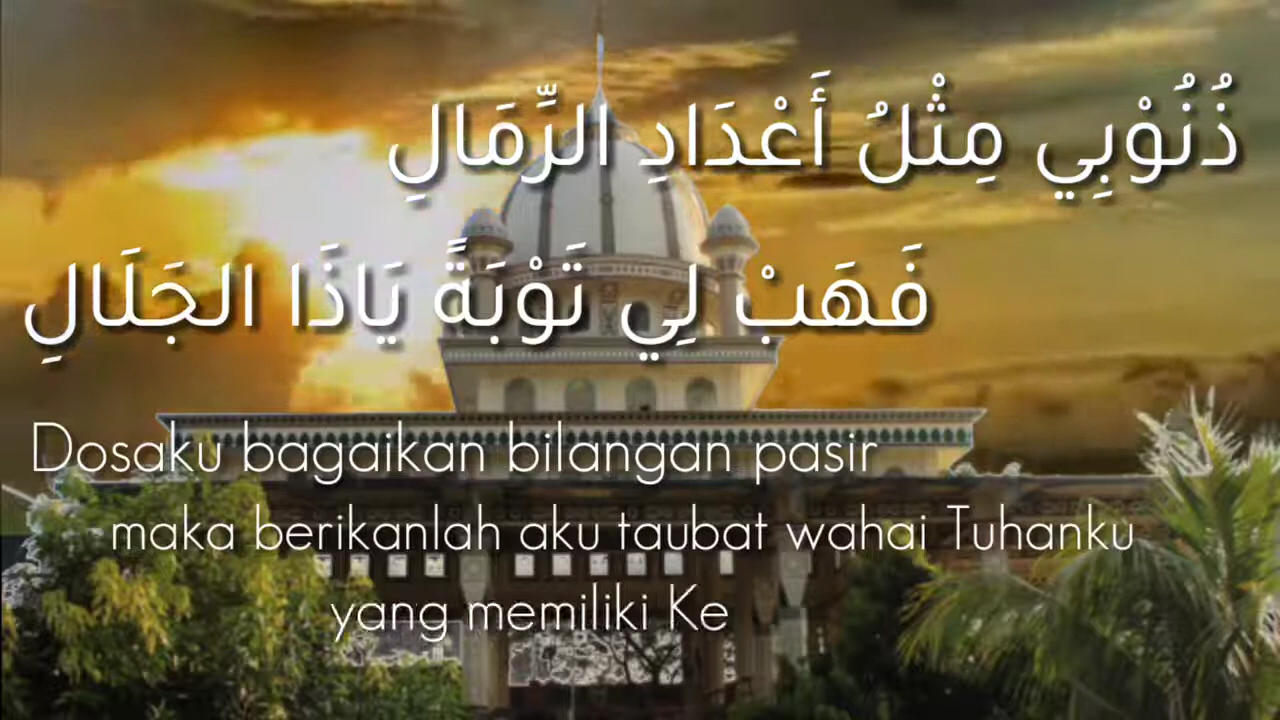 ذُنُوْبِي مِثْلُ أَعْدَادِ الرِّمَالِ
فَهَبْ لِي تَوْبَةً يَاذَا الجَلَالِ
Dosaku bagaikan bilangan pasir
maka berikanlah aku taubat wahai Tuhanku
yang memiliki Ke